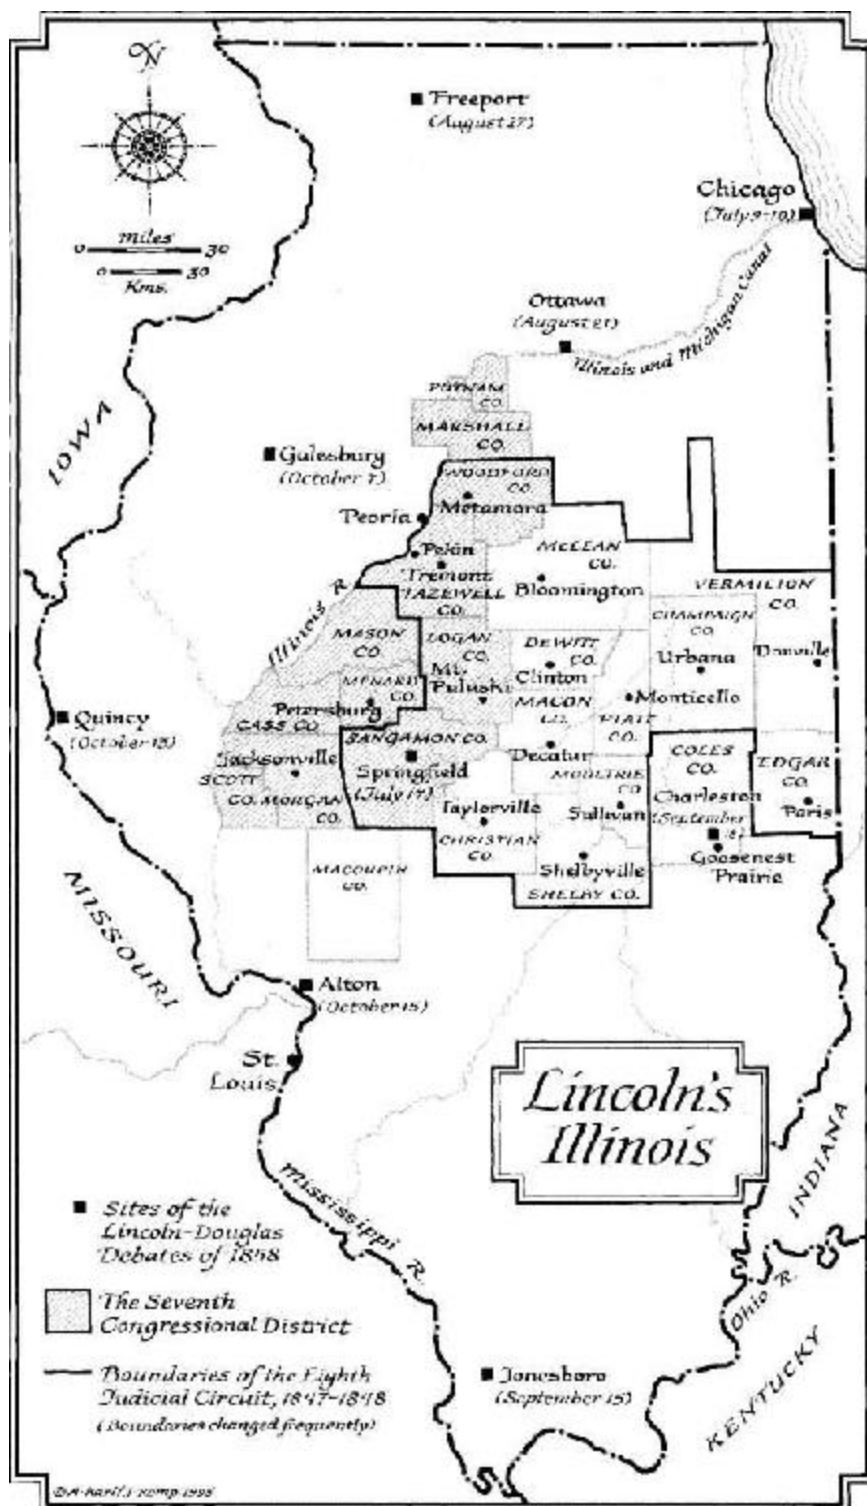 N
Freeport
(August 27)
Chicago
(July 9-10)
miles
0 30
0 30
Kms.
Ottawa
(August 21)
Illinois and Michigan Canal
PUTNAM
CO.
MARSHALL
CO.
IOWA
Galesburg
(October 7)
WOODFORD
CO.
Metamora
Peoria
Pekin
Tremont
TAZEWELL
CO.
McLEAN
CO.
Bloomington
VERMILION
CO.
CHAMPAIGN
CO.
Urbana
Danville
Illinois R.
MASON
CO.
LOGAN
CO.
Mt.
Pulaski
DEWITT
CO.
Clinton
MENARD
CO.
Petersburg
CASS CO.
MACON
CO.
Decatur
Monticello
PIATT
CO.
Quincy
(October 13)
SANGAMON CO.
Springfield
(July 17)
Jacksonville
SCOTT
CO.
MORGAN
CO.
COLES
CO.
Charleston
(September
18)
EDGAR
CO.
Paris
MOULTRIE
CO.
Sullivan
Taylorville
CHRISTIAN
CO.
Shelbyville
SHELBY CO.
Goosenest
Prairie
MACOUPIN
CO.
MISSOURI
Alton
(October 15)
St.
Louis
Lincoln's
Illinois
INDIANA
Mississippi R.
Ohio R.
KENTUCKY
Jonesboro
(September 15)
Sites of the
Lincoln-Douglas
Debates of 1858
The Seventh
Congressional District
Boundaries of the Eighth
Judicial Circuit, 1847-1848
(Boundaries changed frequently)